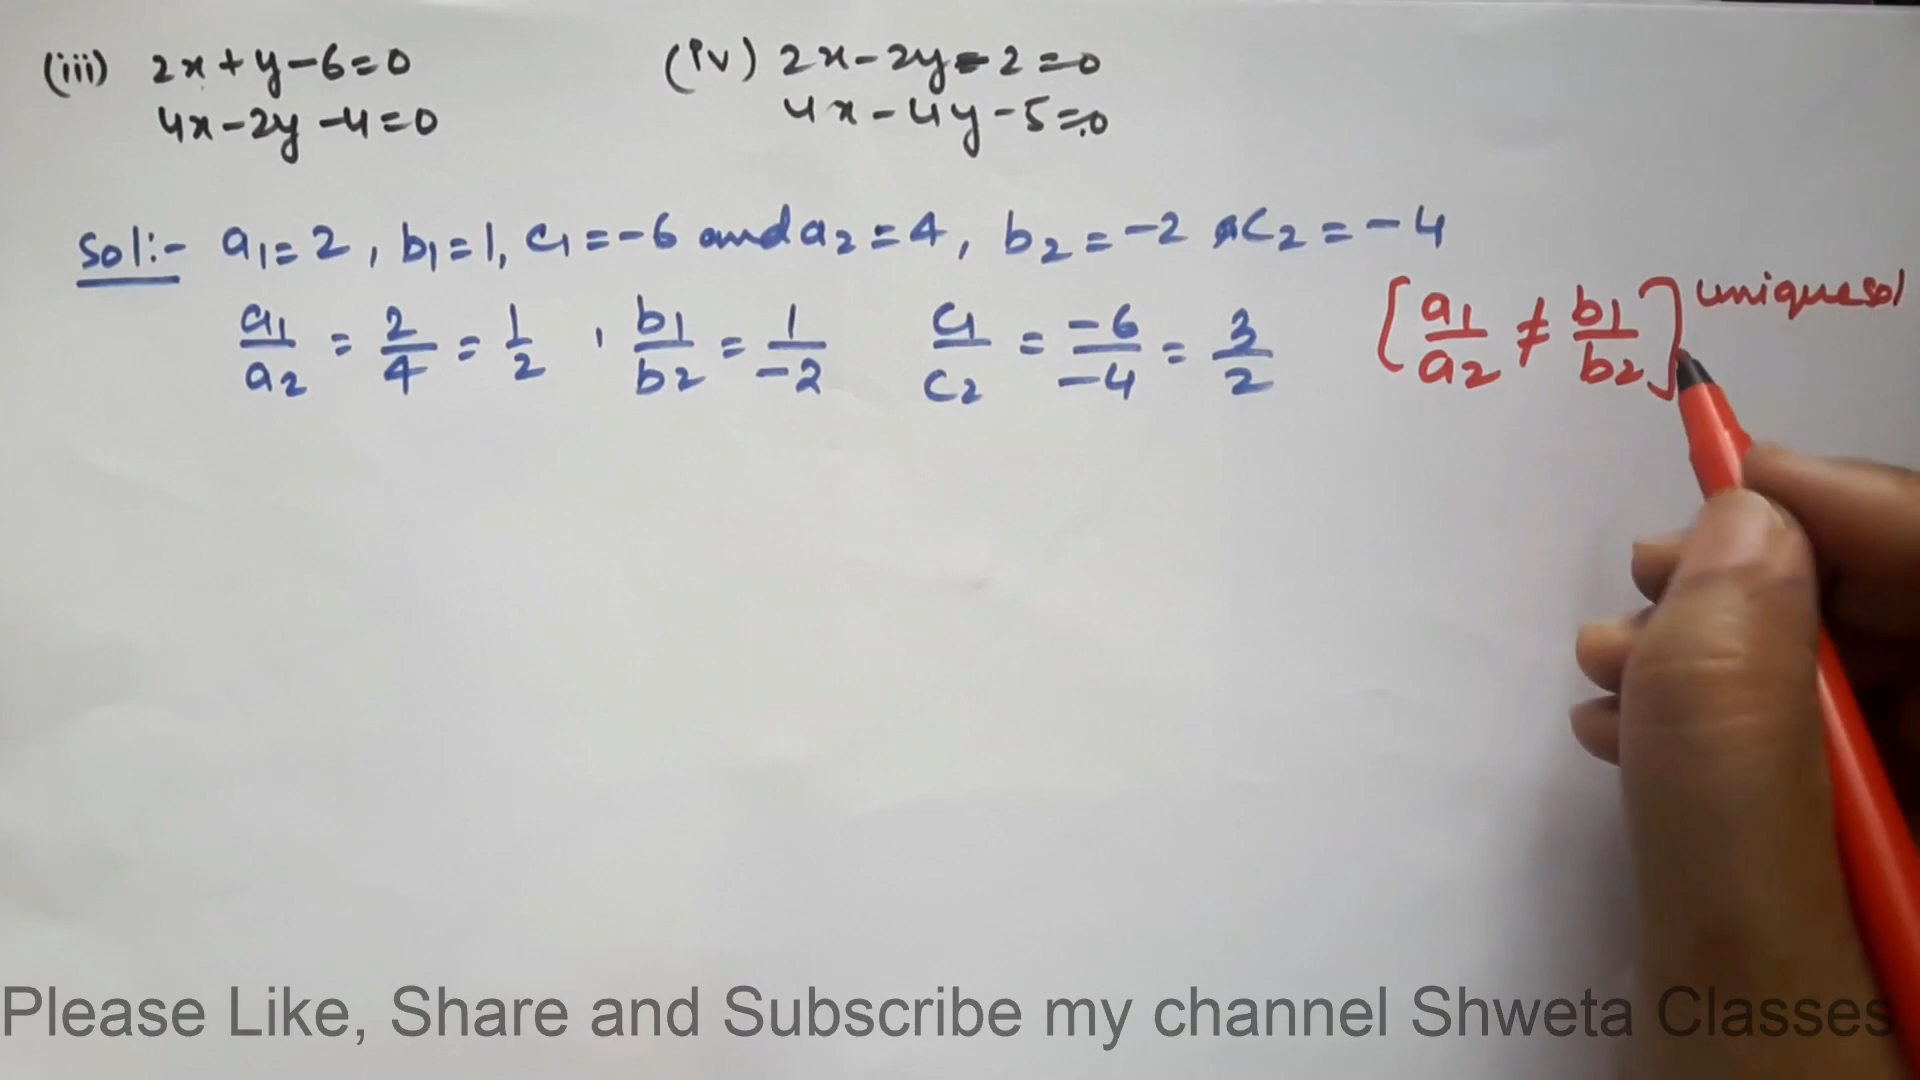 (iii) 2x+y-6=0 (iv) 2x-2y-2=0
4x-2y-4=0 4x-4y-5=0
Sol:- a1=2, b1=1, c1=-6 and a2=4, b2=-2 c2=-4
a1/a2 = 2/4 = 1/2, b1/b2 = 1/-2 c1/c2 = -6/-4 = 3/2 [a1/a2 ≠ b1/b2] unique sol
Please Like, Share and Subscribe my channel Shweta Classes